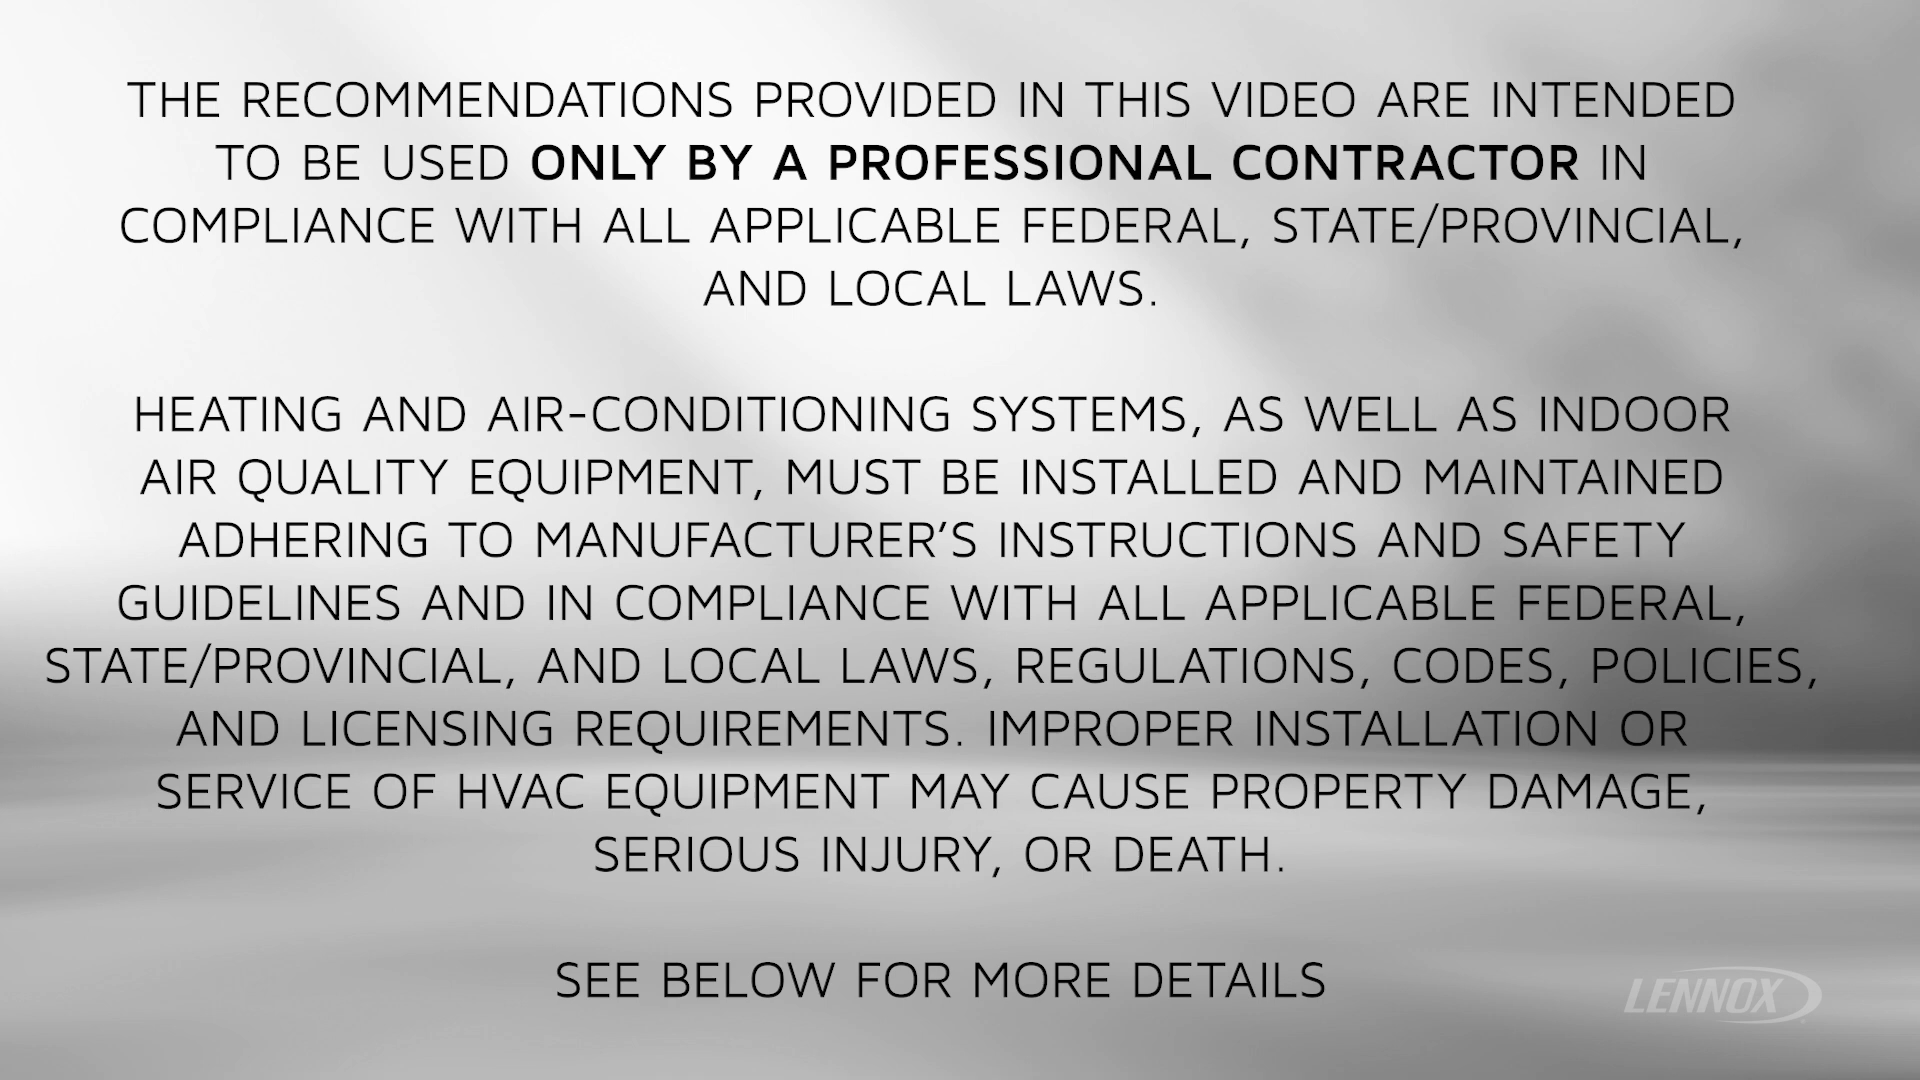 THE RECOMMENDATIONS PROVIDED IN THIS VIDEO ARE INTENDED
TO BE USED ONLY BY A PROFESSIONAL CONTRACTOR IN
COMPLIANCE WITH ALL APPLICABLE FEDERAL, STATE/PROVINCIAL,
AND LOCAL LAWS.
HEATING AND AIR-CONDITIONING SYSTEMS, AS WELL AS INDOOR
AIR QUALITY EQUIPMENT, MUST BE INSTALLED AND MAINTAINED
ADHERING TO MANUFACTURER’S INSTRUCTIONS AND SAFETY
GUIDELINES AND IN COMPLIANCE WITH ALL APPLICABLE FEDERAL,
STATE/PROVINCIAL, AND LOCAL LAWS, REGULATIONS, CODES, POLICIES,
AND LICENSING REQUIREMENTS. IMPROPER INSTALLATION OR
SERVICE OF HVAC EQUIPMENT MAY CAUSE PROPERTY DAMAGE,
SERIOUS INJURY, OR DEATH.
SEE BELOW FOR MORE DETAILS
LENNOX